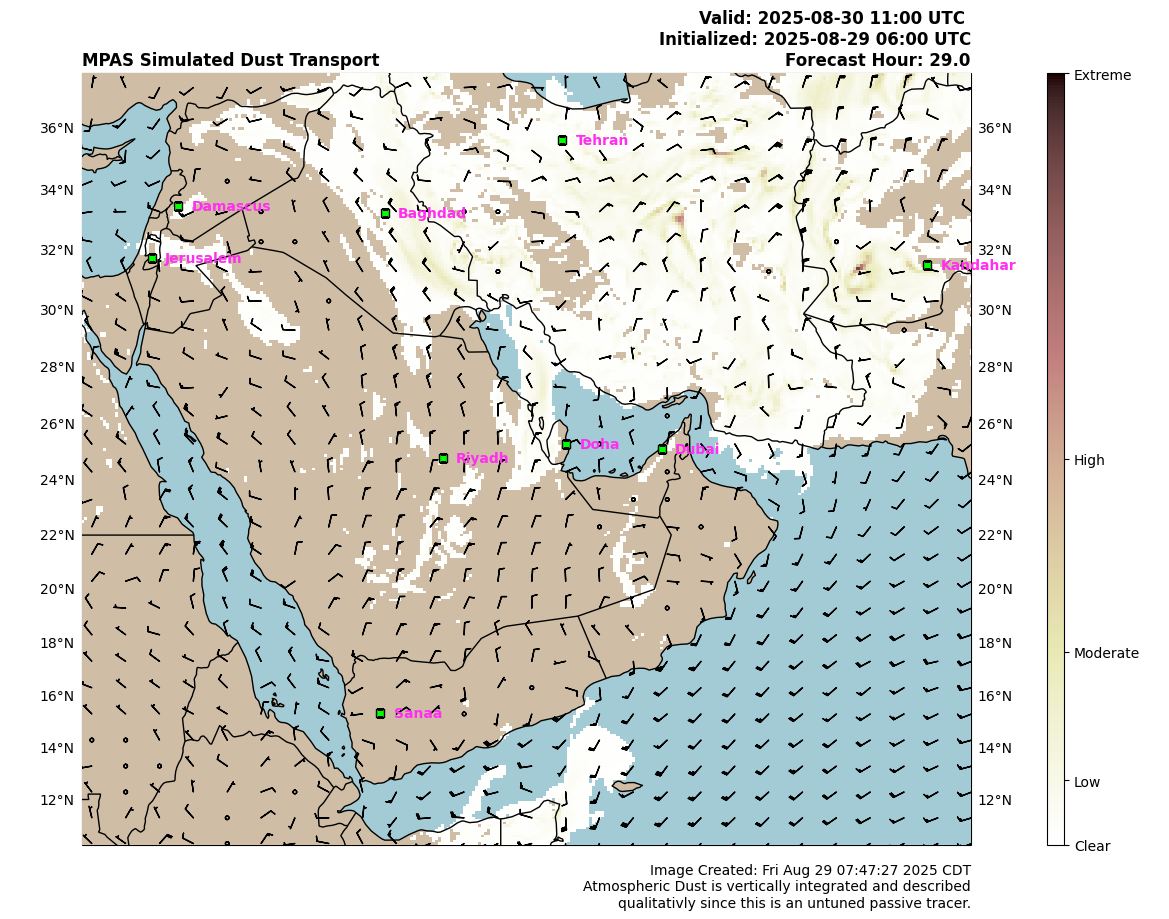 Valid: 2025-08-30 11:00 UTC
Initialized: 2025-08-29 06:00 UTC
MPAS Simulated Dust Transport
Forecast Hour: 29.0
Extreme
36°N
36°N
Tehran
34°N
34°N
Damascus
Baghdad
32°N
32°N
Jerusalem
Kandahar
30°N
30°N
28°N
28°N
26°N
26°N
Doha
Dubai
Riyadh
High
24°N
24°N
22°N
22°N
20°N
20°N
18°N
18°N
Moderate
16°N
16°N
Sanaa
14°N
14°N
Low
12°N
12°N
Clear
Image Created: Fri Aug 29 07:47:27 2025 CDT
Atmospheric Dust is vertically integrated and described
qualitativly since this is an untuned passive tracer.